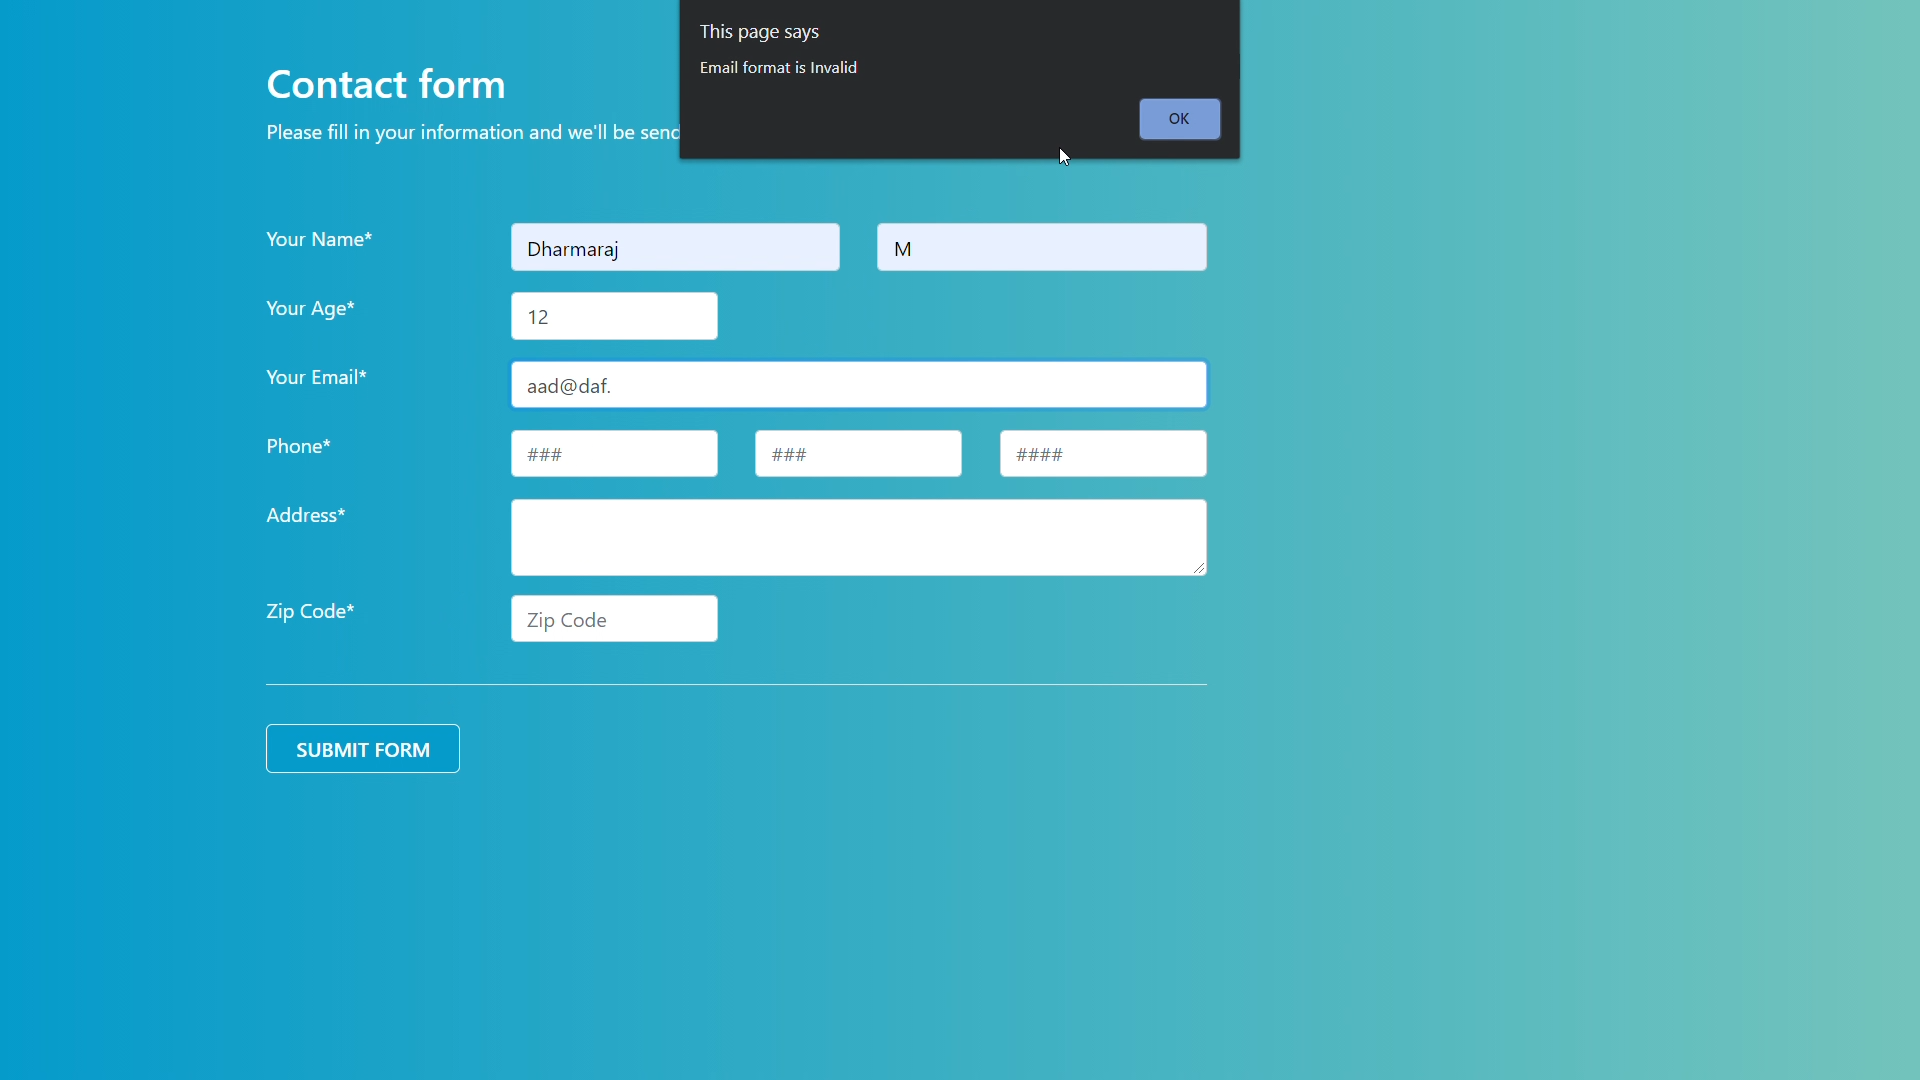 This page says
Email format is Invalid
OK
Contact form
Please fill in your information and we'll be send
Your Name*
Dharmaraj
M
Your Age*
12
Your Email*
aad@daf.
Phone*
###
###
####
Address*
Zip Code*
Zip Code
SUBMIT FORM